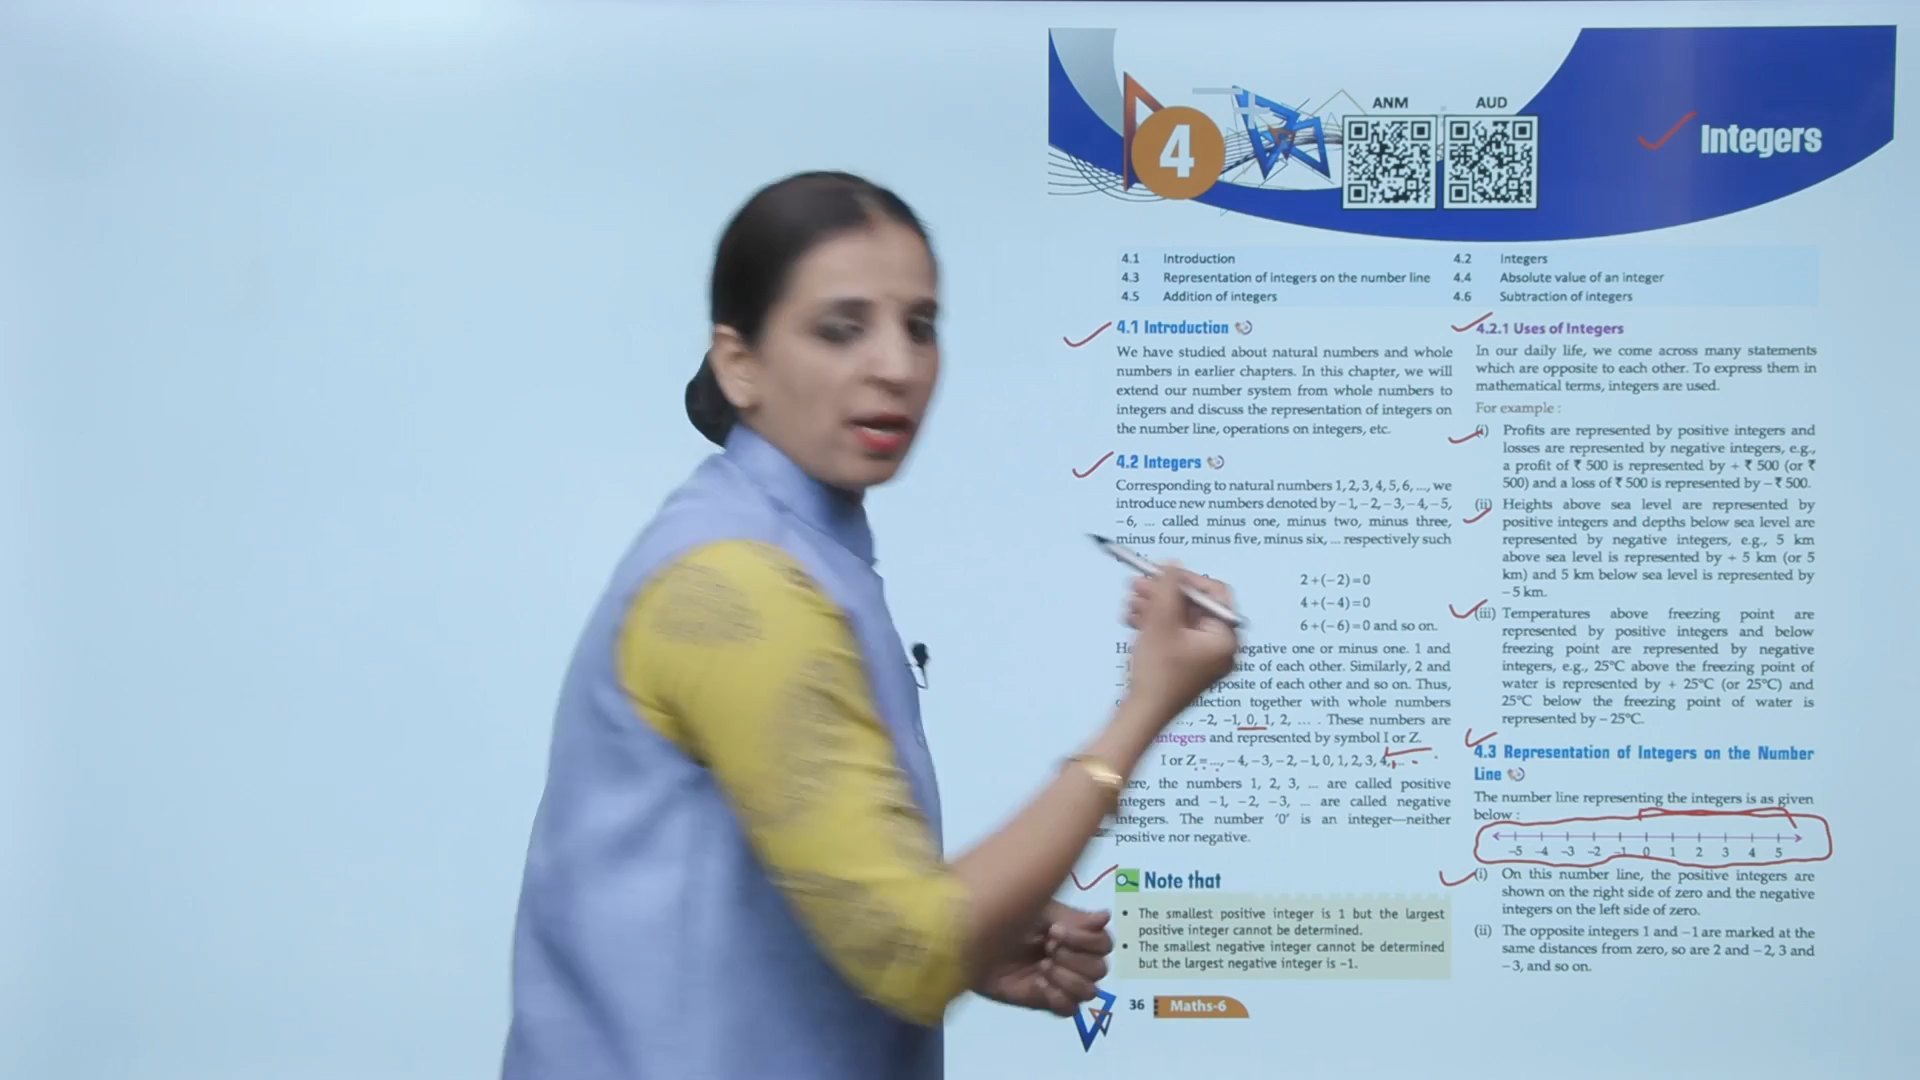 4
ANM
AUD
Integers
4.1 Introduction
4.2 Integers
4.3 Representation of integers on the number line
4.4 Absolute value of an integer
4.5 Addition of integers
4.6 Subtraction of integers
4.1 Introduction
We have studied about natural numbers and whole
numbers in earlier chapters. In this chapter, we will
extend our number system from whole numbers to
integers and discuss the representation of integers on
the number line, operations on integers, etc.
4.2 Integers
Corresponding to natural numbers 1, 2, 3, 4, 5, 6, ..., we
introduce new numbers denoted by –1, –2, –3, –4, –5,
–6, ... called minus one, minus two, minus three,
minus four, minus five, minus six, ... respectively such
2 + (– 2) = 0
4 + (– 4) = 0
6 + (– 6) = 0 and so on.
negative one or minus one. 1 and
of each other. Similarly, 2 and
opposite of each other and so on. Thus,
together with whole numbers
..., –2, –1, 0, 1, 2, ... . These numbers are
integers and represented by symbol I or Z.
I or Z = ..., – 4, – 3, – 2, – 1, 0, 1, 2, 3, 4, ...
the numbers 1, 2, 3, ... are called positive
integers and –1, –2, –3, ... are called negative
integers. The number '0' is an integer—neither
positive nor negative.
Note that
• The smallest positive integer is 1 but the largest
positive integer cannot be determined.
• The smallest negative integer cannot be determined
but the largest negative integer is –1.
36 Maths-6
4.2.1 Uses of Integers
In our daily life, we come across many statements
which are opposite to each other. To express them in
mathematical terms, integers are used.
For example :
(i) Profits are represented by positive integers and
losses are represented by negative integers, e.g.,
a profit of ₹ 500 is represented by + ₹ 500 (or ₹
500) and a loss of ₹ 500 is represented by – ₹ 500.
(ii) Heights above sea level are represented by
positive integers and depths below sea level are
represented by negative integers, e.g., 5 km
above sea level is represented by + 5 km (or 5
km) and 5 km below sea level is represented by
– 5 km.
(iii) Temperatures above freezing point are
represented by positive integers and below
freezing point are represented by negative
integers, e.g., 25°C above the freezing point of
water is represented by + 25°C (or 25°C) and
25°C below the freezing point of water is
represented by – 25°C.
4.3 Representation of Integers on the Number
Line
The number line representing the integers is as given
below :
–5 –4 –3 –2 –1 0 1 2 3 4 5
(i) On this number line, the positive integers are
shown on the right side of zero and the negative
integers on the left side of zero.
(ii) The opposite integers 1 and –1 are marked at the
same distances from zero, so are 2 and – 2, 3 and
– 3, and so on.